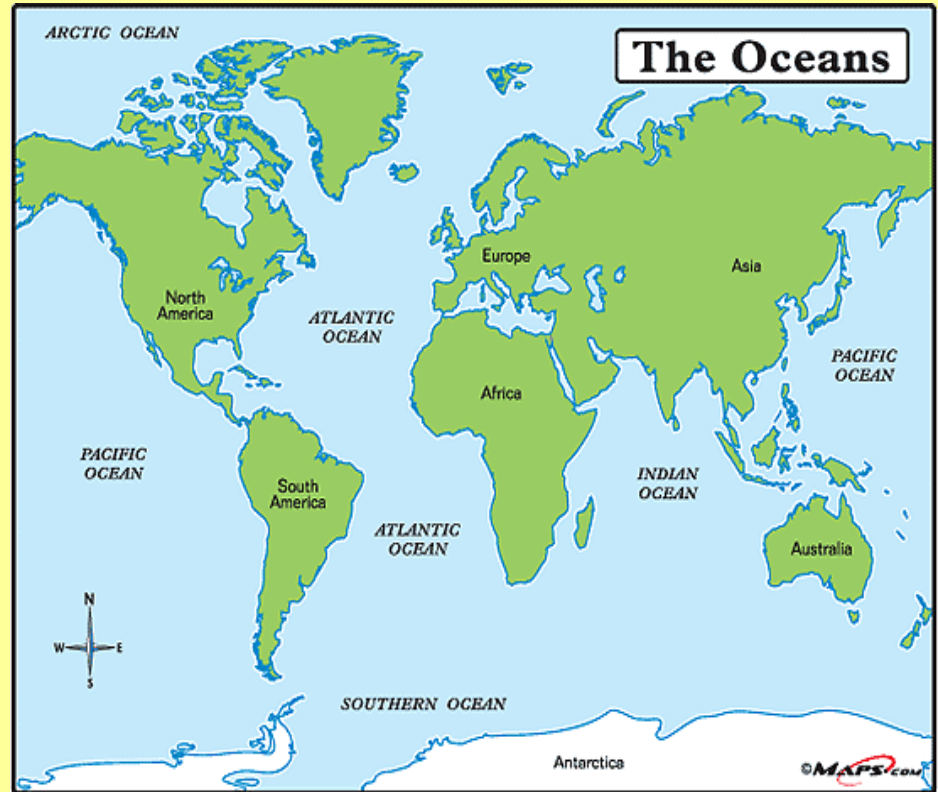 ARCTIC OCEAN
The Oceans
Europe
Asia
North
America
ATLANTIC
OCEAN
PACIFIC
OCEAN
Africa
PACIFIC
OCEAN
INDIAN
OCEAN
South
America
ATLANTIC
OCEAN
Australia
N
W E
S
SOUTHERN OCEAN
Antarctica
©MAPS.COM